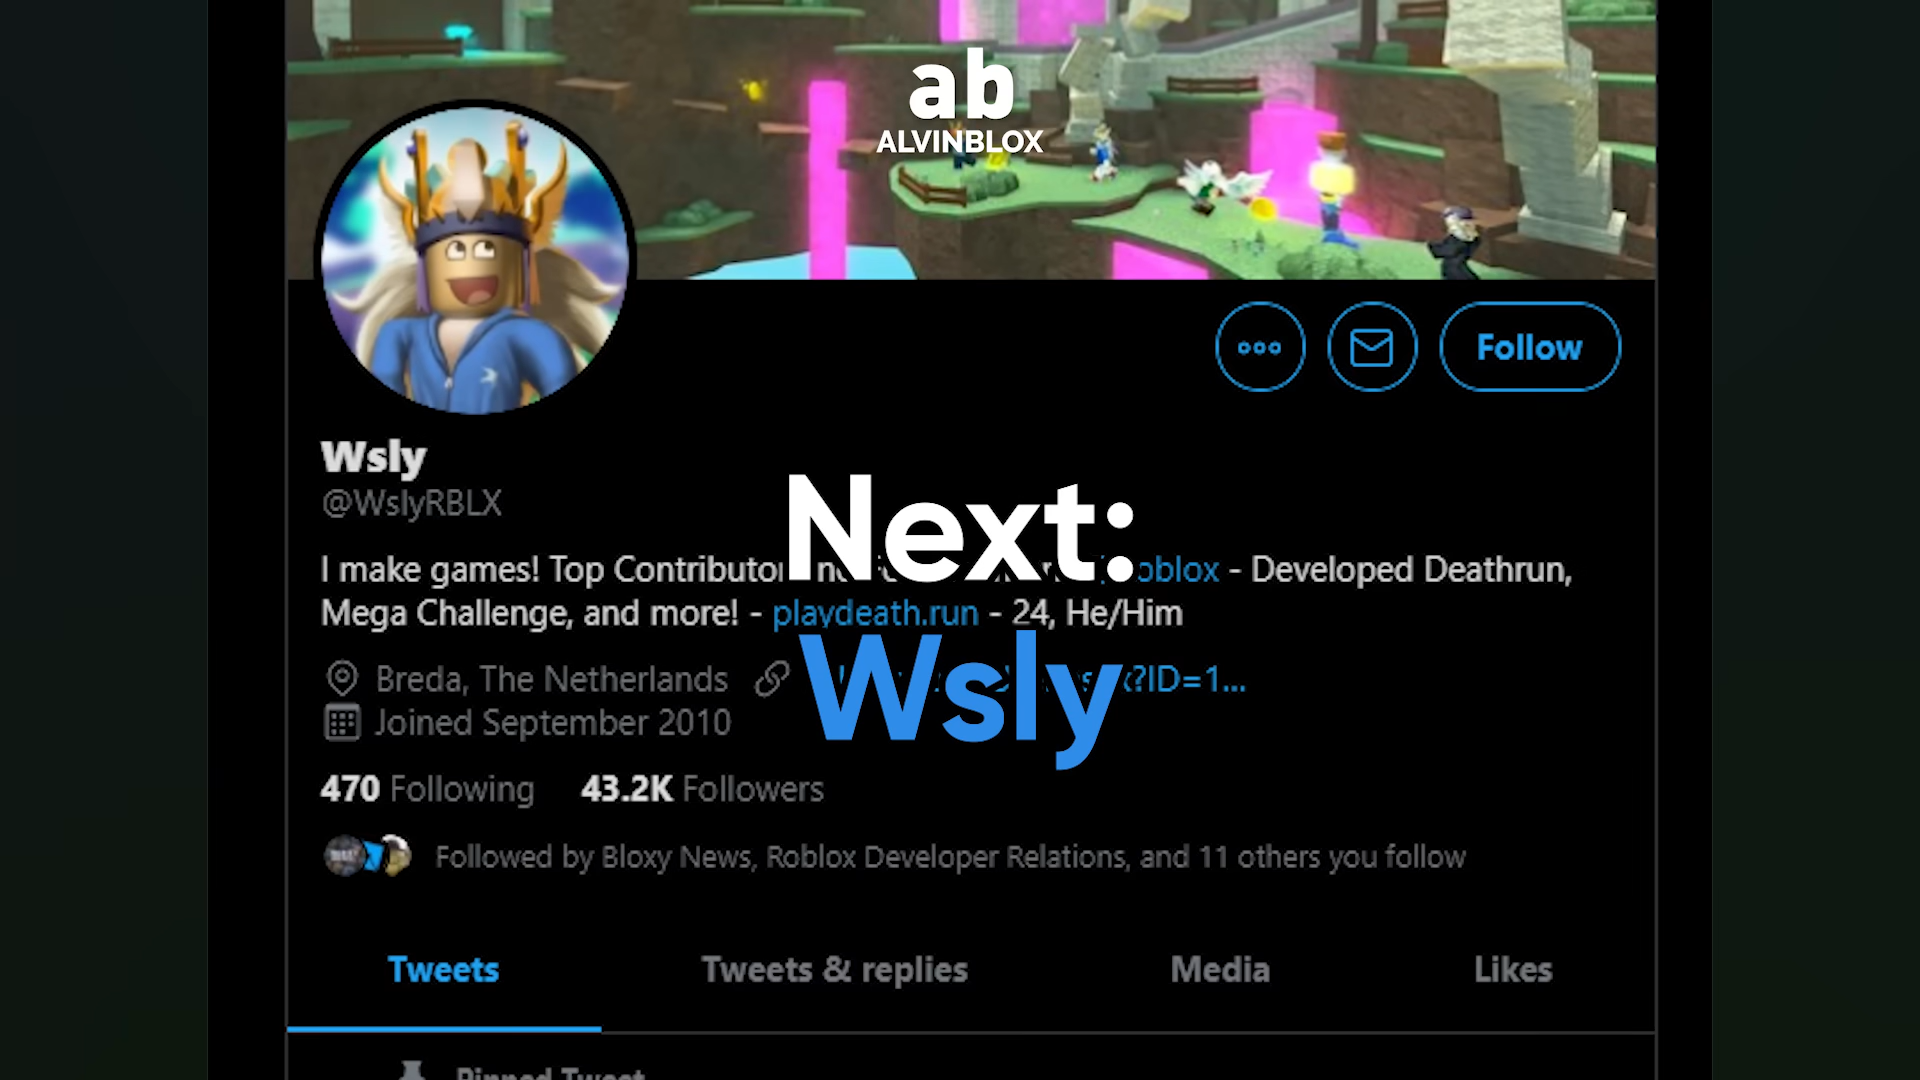 ab
ALVINBLOX
Follow
Wsly
@WslyRBLX
Next:
I make games! Top Contributor oblox - Developed Deathrun,
Mega Challenge, and more! - playdeath.run - 24, He/Him
Wsly
Breda, The Netherlands ?ID=1...
Joined September 2010
470 Following 43.2K Followers
Followed by Bloxy News, Roblox Developer Relations, and 11 others you follow
Tweets Tweets & replies Media Likes
Pinned Tweet